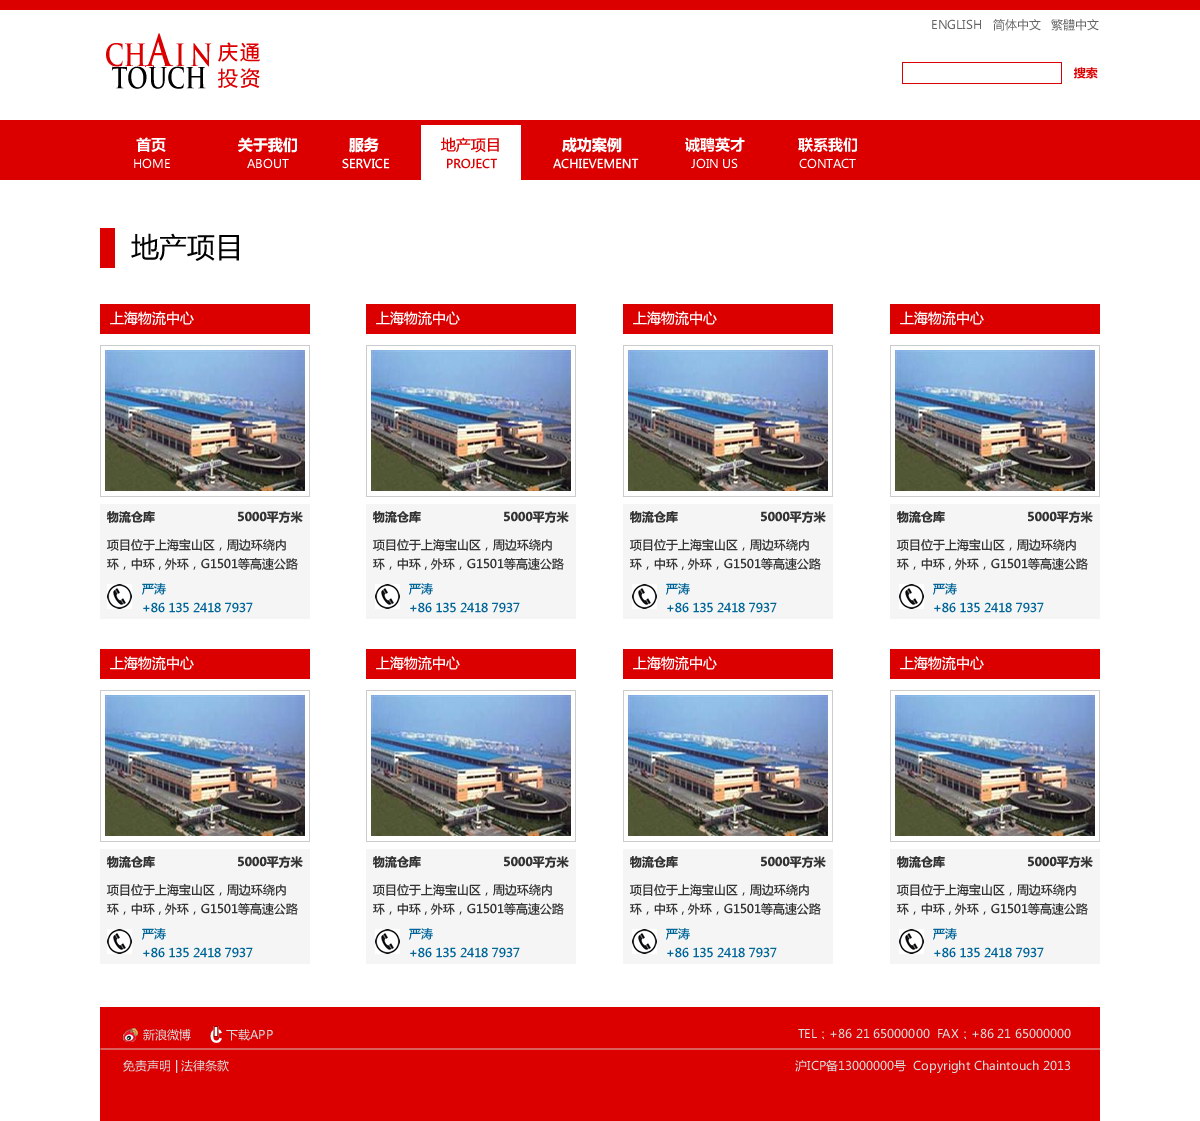 ENGLISH 简体中文 繁體中文
CHAIN 庆通
TOUCH 投资
搜索
首页 关于我们 服务 地产项目 成功案例 诚聘英才 联系我们
HOME ABOUT SERVICE PROJECT ACHIEVEMENT JOIN US CONTACT
地产项目
上海物流中心 上海物流中心 上海物流中心 上海物流中心
物流仓库 5000平方米 物流仓库 5000平方米 物流仓库 5000平方米 物流仓库 5000平方米
项目位于上海宝山区，周边环绕内 项目位于上海宝山区，周边环绕内 项目位于上海宝山区，周边环绕内 项目位于上海宝山区，周边环绕内
环，中环 , 外环，G1501等高速公路 环，中环 , 外环，G1501等高速公路 环，中环 , 外环，G1501等高速公路 环，中环 , 外环，G1501等高速公路
严涛 严涛 严涛 严涛
+86 135 2418 7937 +86 135 2418 7937 +86 135 2418 7937 +86 135 2418 7937
上海物流中心 上海物流中心 上海物流中心 上海物流中心
物流仓库 5000平方米 物流仓库 5000平方米 物流仓库 5000平方米 物流仓库 5000平方米
项目位于上海宝山区，周边环绕内 项目位于上海宝山区，周边环绕内 项目位于上海宝山区，周边环绕内 项目位于上海宝山区，周边环绕内
环，中环 , 外环，G1501等高速公路 环，中环 , 外环，G1501等高速公路 环，中环 , 外环，G1501等高速公路 环，中环 , 外环，G1501等高速公路
严涛 严涛 严涛 严涛
+86 135 2418 7937 +86 135 2418 7937 +86 135 2418 7937 +86 135 2418 7937
新浪微博 下载APP TEL：+86 21 65000000 FAX：+86 21 65000000
免责声明 | 法律条款 沪ICP备13000000号 Copyright Chaintouch 2013